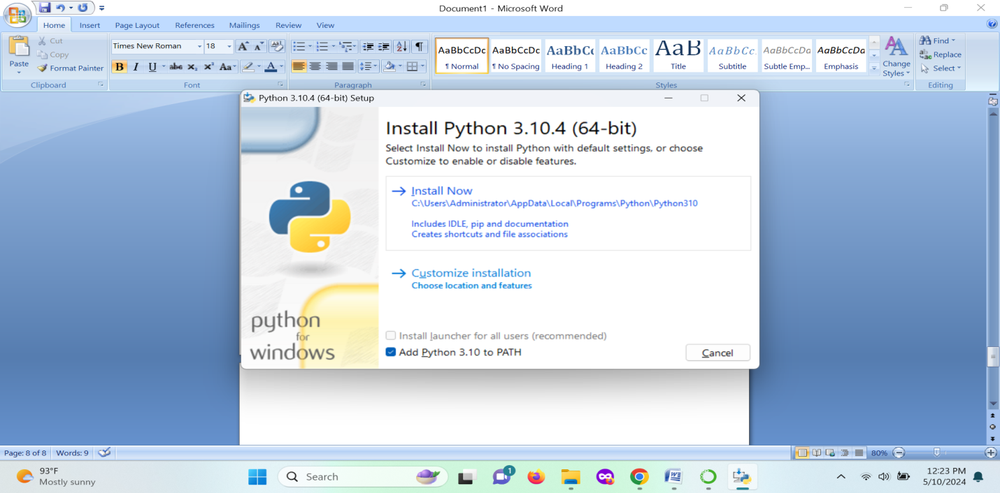 Document1 - Microsoft Word
Home Insert Page Layout References Mailings Review View
Paste
Cut
Copy
Format Painter
Clipboard
Times New Roman 18
B I U abc x₂ x² Aa A
Font
Paragraph
AaBbCcDc AaBbCcDc AaBbCc AaBbCc AaB AaBbCc. AaBbCcDa AaBbCcDa
¶ Normal ¶ No Spacing Heading 1 Heading 2 Title Subtitle Subtle Emp... Emphasis
Change
Styles
Styles
Find
Replace
Select
Editing
Python 3.10.4 (64-bit) Setup
Install Python 3.10.4 (64-bit)
Select Install Now to install Python with default settings, or choose
Customize to enable or disable features.
Install Now
C:\Users\Administrator\AppData\Local\Programs\Python\Python310
Includes IDLE, pip and documentation
Creates shortcuts and file associations
Customize installation
Choose location and features
python
for
windows
Install launcher for all users (recommended)
Add Python 3.10 to PATH
Cancel
Page: 8 of 8 Words: 9
80%
93°F
Mostly sunny
Search
1
12:23 PM
5/10/2024